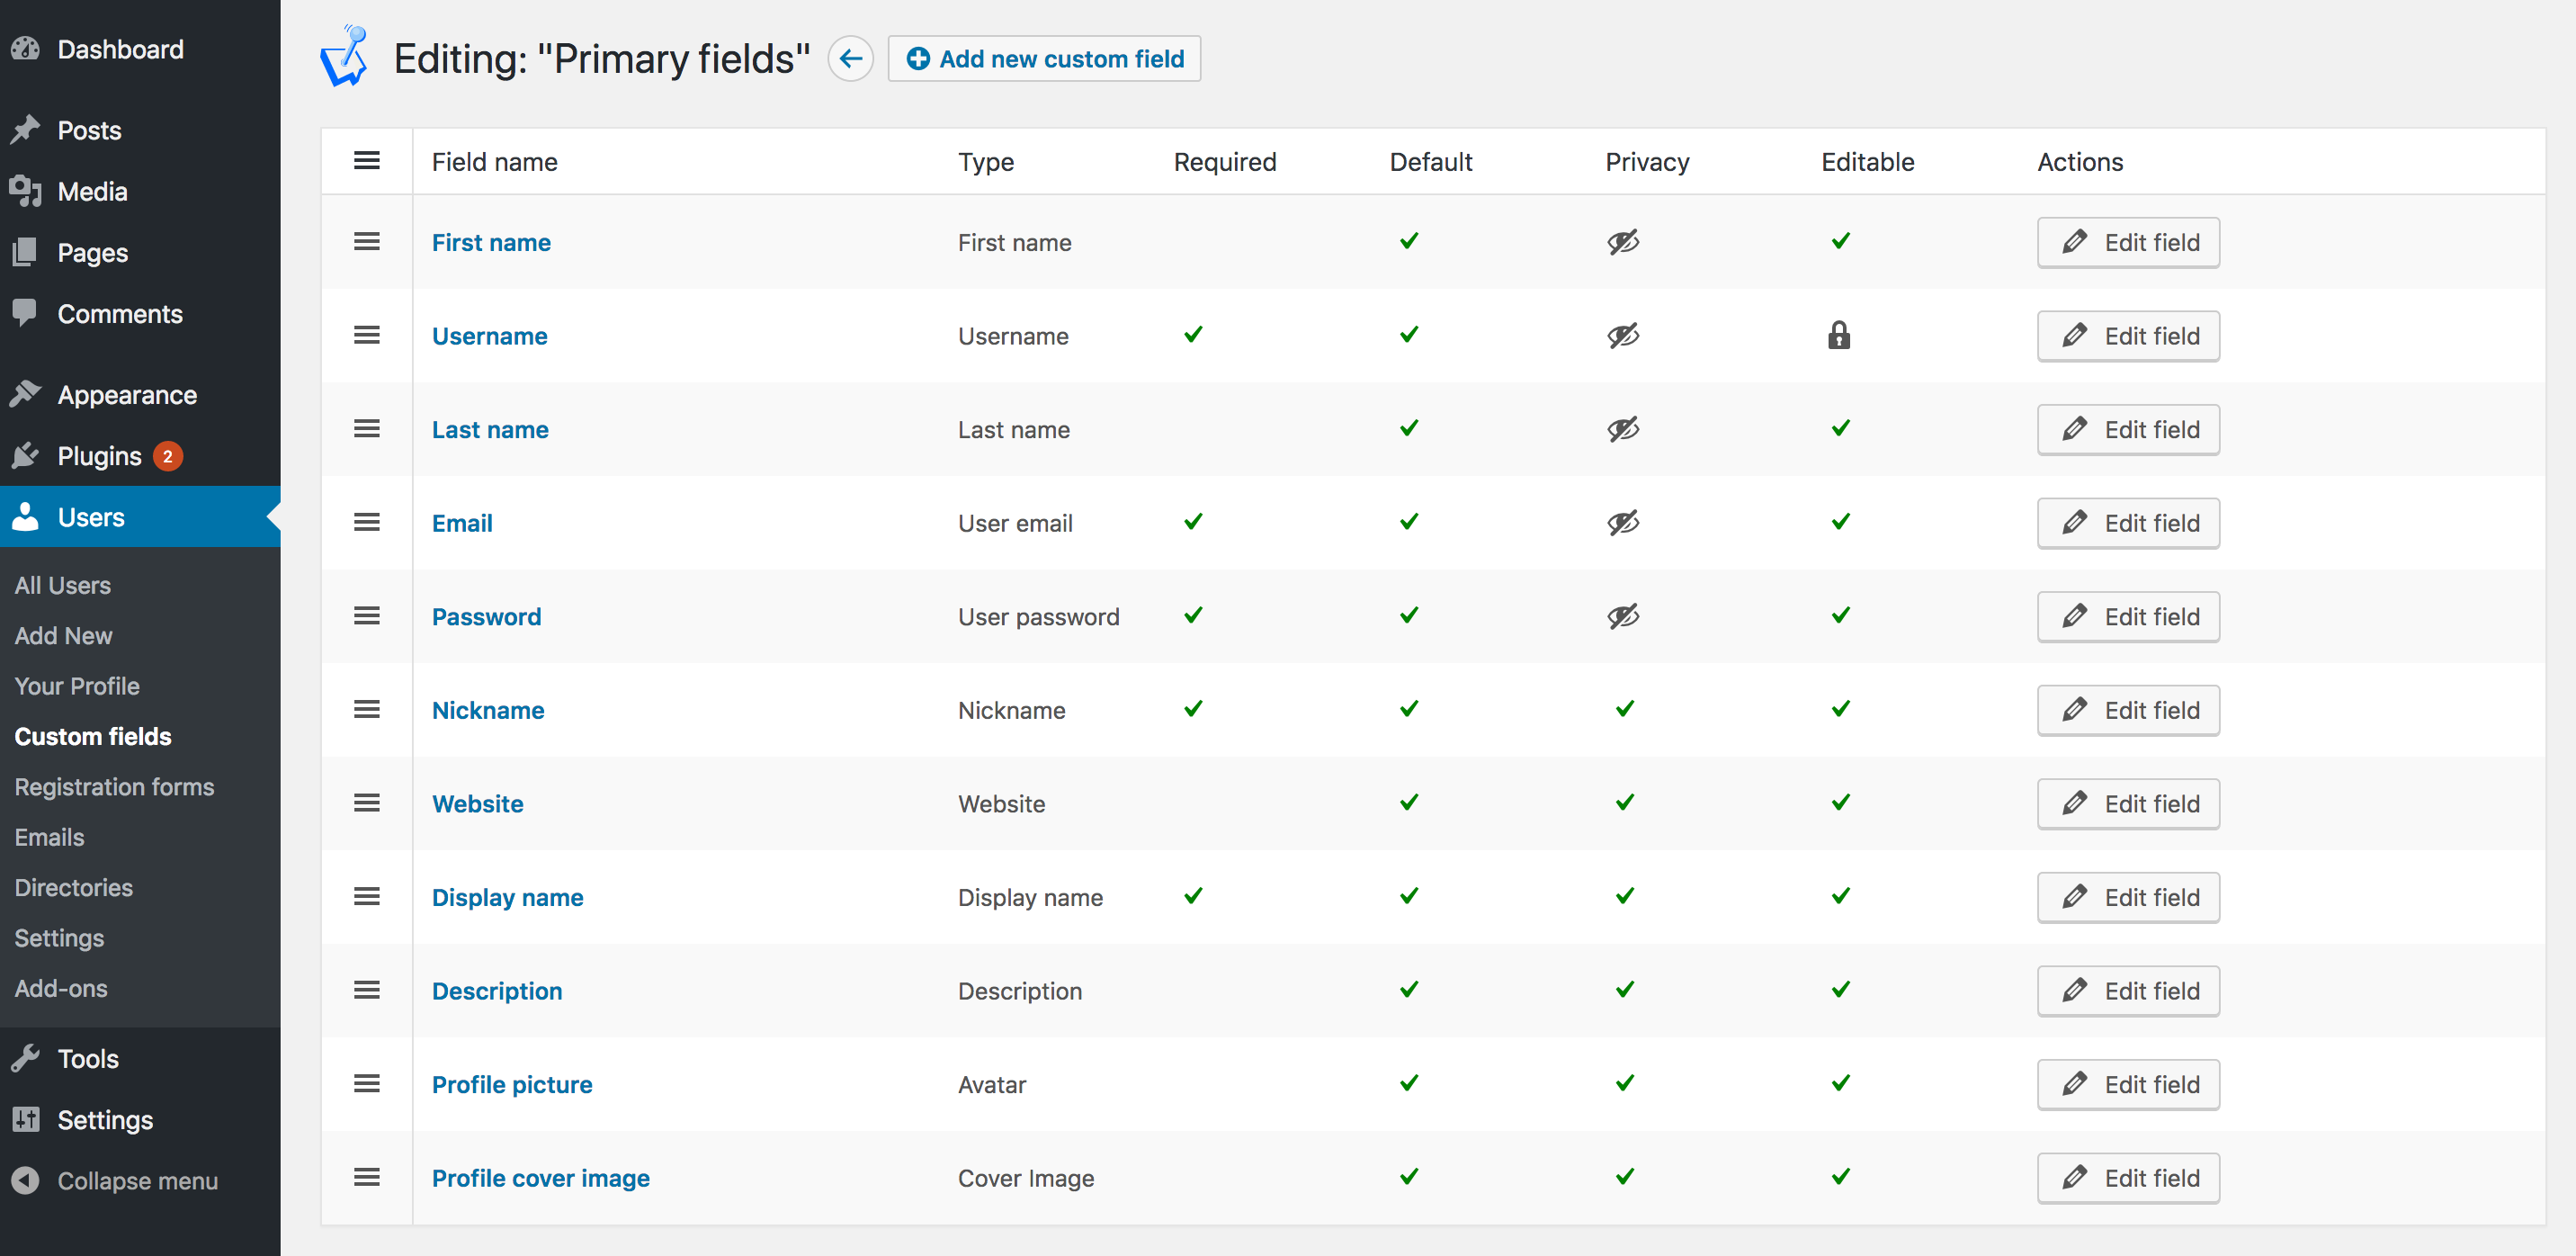 Dashboard
Posts
Media
Pages
Comments
Appearance
Plugins 2
Users
All Users
Add New
Your Profile
Custom fields
Registration forms
Emails
Directories
Settings
Add-ons
Tools
Settings
Collapse menu
Editing: "Primary fields" Add new custom field
Field name Type Required Default Privacy Editable Actions
First name First name Edit field
Username Username Edit field
Last name Last name Edit field
Email User email Edit field
Password User password Edit field
Nickname Nickname Edit field
Website Website Edit field
Display name Display name Edit field
Description Description Edit field
Profile picture Avatar Edit field
Profile cover image Cover Image Edit field